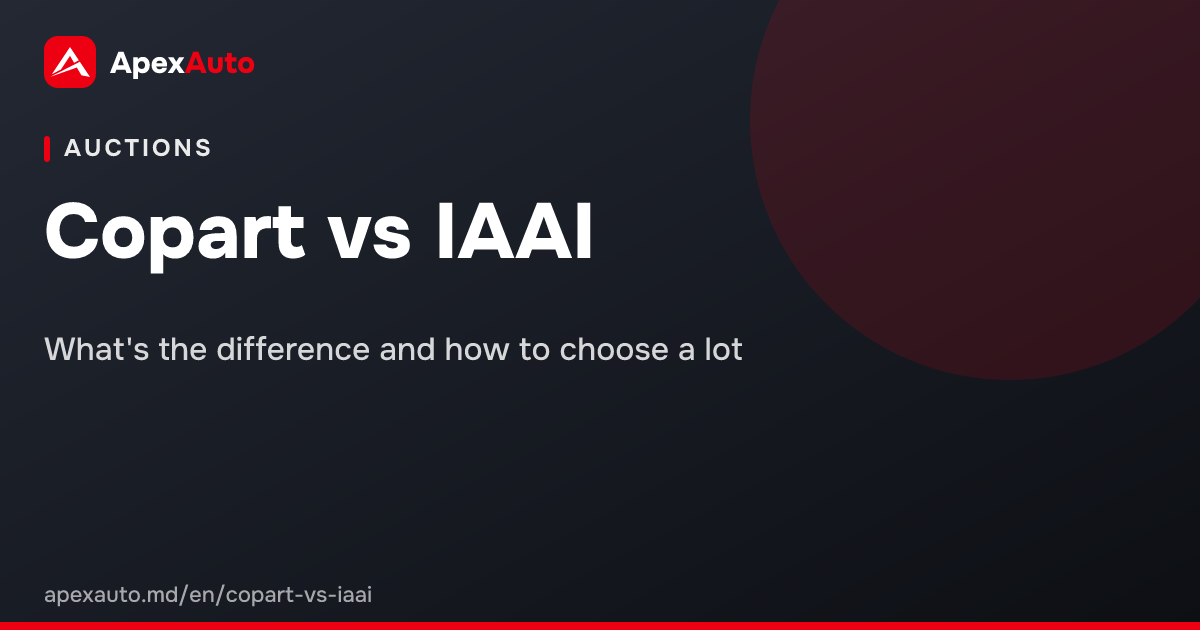 ApexAuto
AUCTIONS
Copart vs IAAI
What's the difference and how to choose a lot
apexauto.md/en/copart-vs-iaai